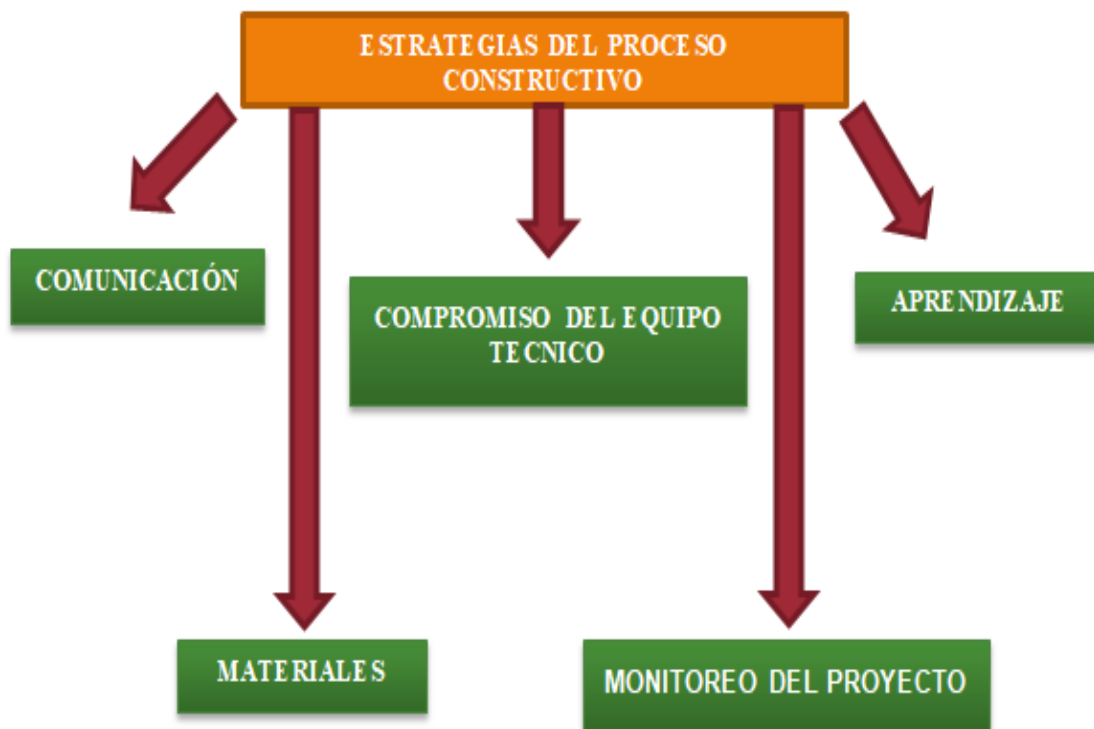 ESTRATEGIAS DEL PROCESO
CONSTRUCTIVO
COMUNICACIÓN
COMPROMISO DEL EQUIPO
TECNICO
APRENDIZAJE
MATERIALES
MONITOREO DEL PROYECTO